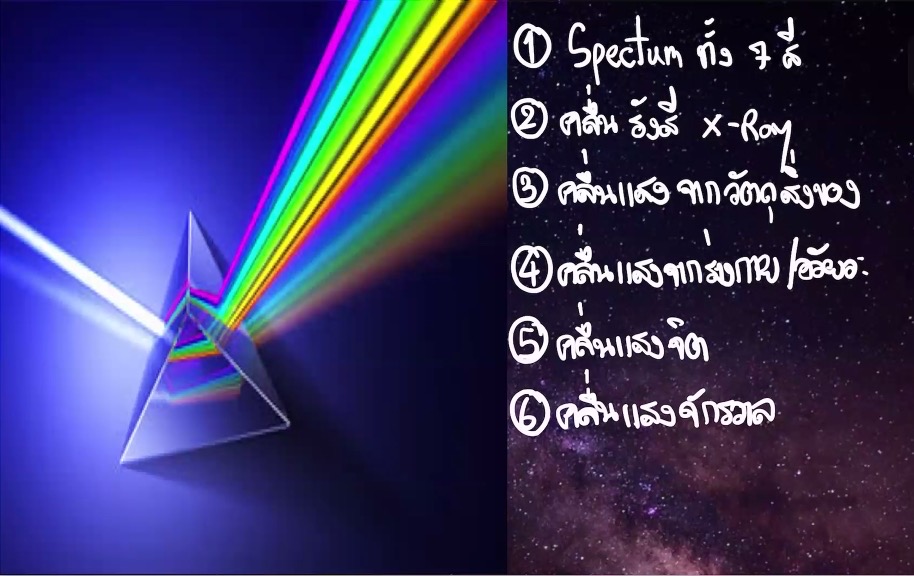 ① Spectum ทั้ง 7 สี
② คลื่น รังสี X-Ray
③ คลื่นแสง จากวัตถุสิ่งของ
④ คลื่นแสงจากร่างกาย/อวัยวะ
⑤ คลื่นแสงจิต
⑥ คลื่นแสงจักรวาล